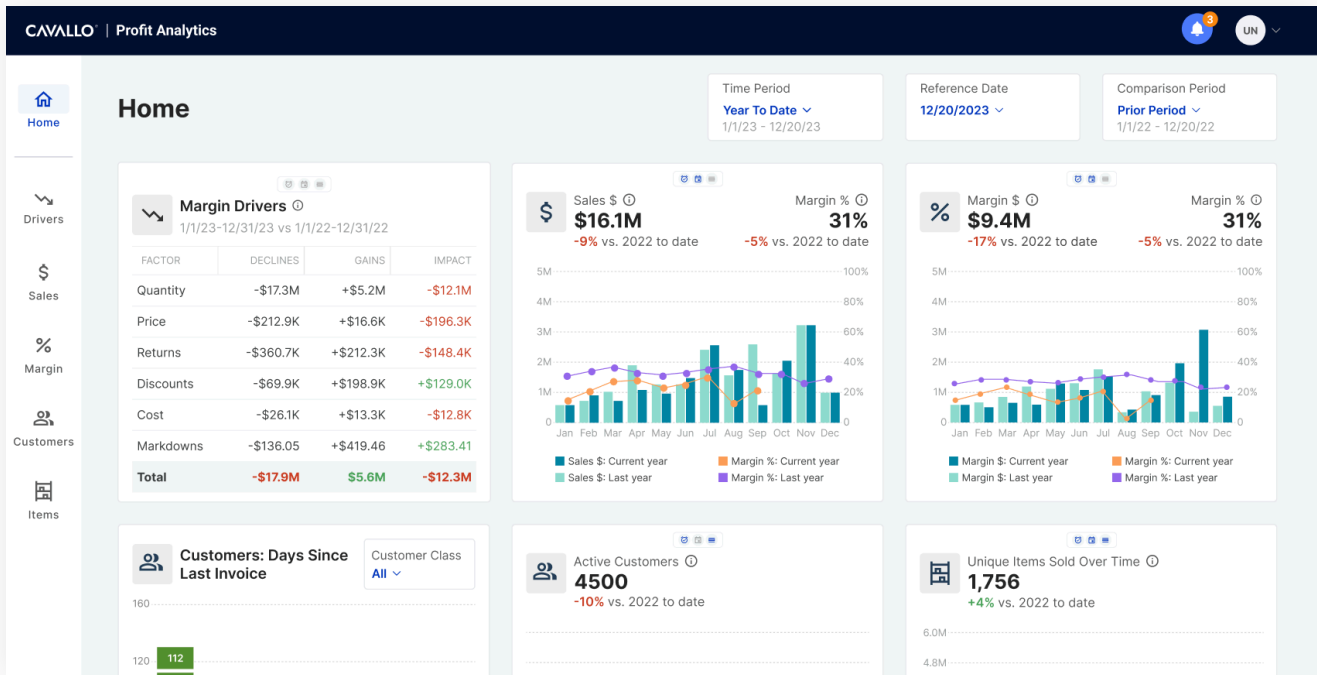 CAVALLO | Profit Analytics
3
UN
Home
Drivers
Sales
Margin
Customers
Items
Home
Time Period
Year To Date
1/1/23 - 12/20/23
Reference Date
12/20/2023
Comparison Period
Prior Period
1/1/22 - 12/20/22
Margin Drivers
1/1/23-12/31/23 vs 1/1/22-12/31/22
FACTOR DECLINES GAINS IMPACT
Quantity -$17.3M +$5.2M -$12.1M
Price -$212.9K +$16.6K -$196.3K
Returns -$360.7K +$212.3K -$148.4K
Discounts -$69.9K +$198.9K +$129.0K
Cost -$26.1K +$13.3K -$12.8K
Markdowns -$136.05 +$419.46 +$283.41
Total -$17.9M $5.6M -$12.3M
Sales $ Margin %
$16.1M 31%
-9% vs. 2022 to date -5% vs. 2022 to date
5M 100%
4M 80%
3M 60%
2M 40%
1M 20%
0 0
Jan Feb Mar Apr May Jun Jul Aug Sep Oct Nov Dec
Sales $: Current year Margin %: Current year
Sales $: Last year Margin %: Last year
Margin $ Margin %
$9.4M 31%
-17% vs. 2022 to date -5% vs. 2022 to date
5M 100%
4M 80%
3M 60%
2M 40%
1M 20%
0 0
Jan Feb Mar Apr May Jun Jul Aug Sep Oct Nov Dec
Margin $: Current year Margin %: Current year
Margin $: Last year Margin %: Last year
Customers: Days Since
Last Invoice
Customer Class
All
160
120
112
Active Customers
4500
-10% vs. 2022 to date
Unique Items Sold Over Time
1,756
+4% vs. 2022 to date
6.0M
4.8M